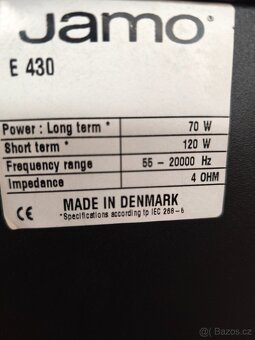 Jamo®
E 430
Power : Long term * 70 W
Short term * 120 W
Frequency range 55 - 20000 Hz
Impedance 4 OHM
CE MADE IN DENMARK
*Specifications according tp IEC 268-5
Bazos.cz